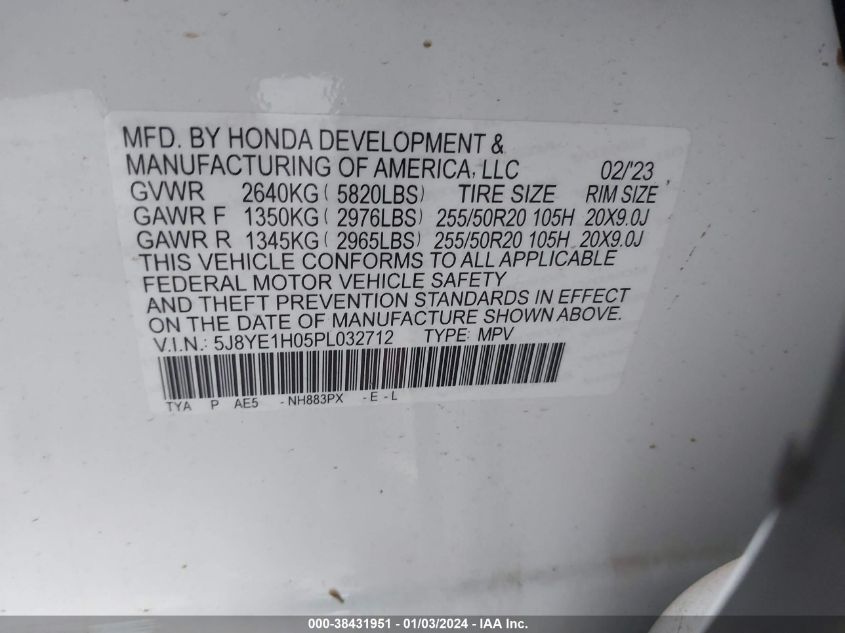 MFD. BY HONDA DEVELOPMENT &
MANUFACTURING OF AMERICA, LLC 02/'23
GVWR 2640KG ( 5820LBS) TIRE SIZE RIM SIZE
GAWR F 1350KG ( 2976LBS) 255/50R20 105H 20X9.0J
GAWR R 1345KG ( 2965LBS) 255/50R20 105H 20X9.0J
THIS VEHICLE CONFORMS TO ALL APPLICABLE
FEDERAL MOTOR VEHICLE SAFETY
AND THEFT PREVENTION STANDARDS IN EFFECT
ON THE DATE OF MANUFACTURE SHOWN ABOVE.
V.I.N.: 5J8YE1H05PL032712 TYPE: MPV
TYA P AE5 -NH883PX -E-L
000-38431951 - 01/03/2024 - IAA Inc.